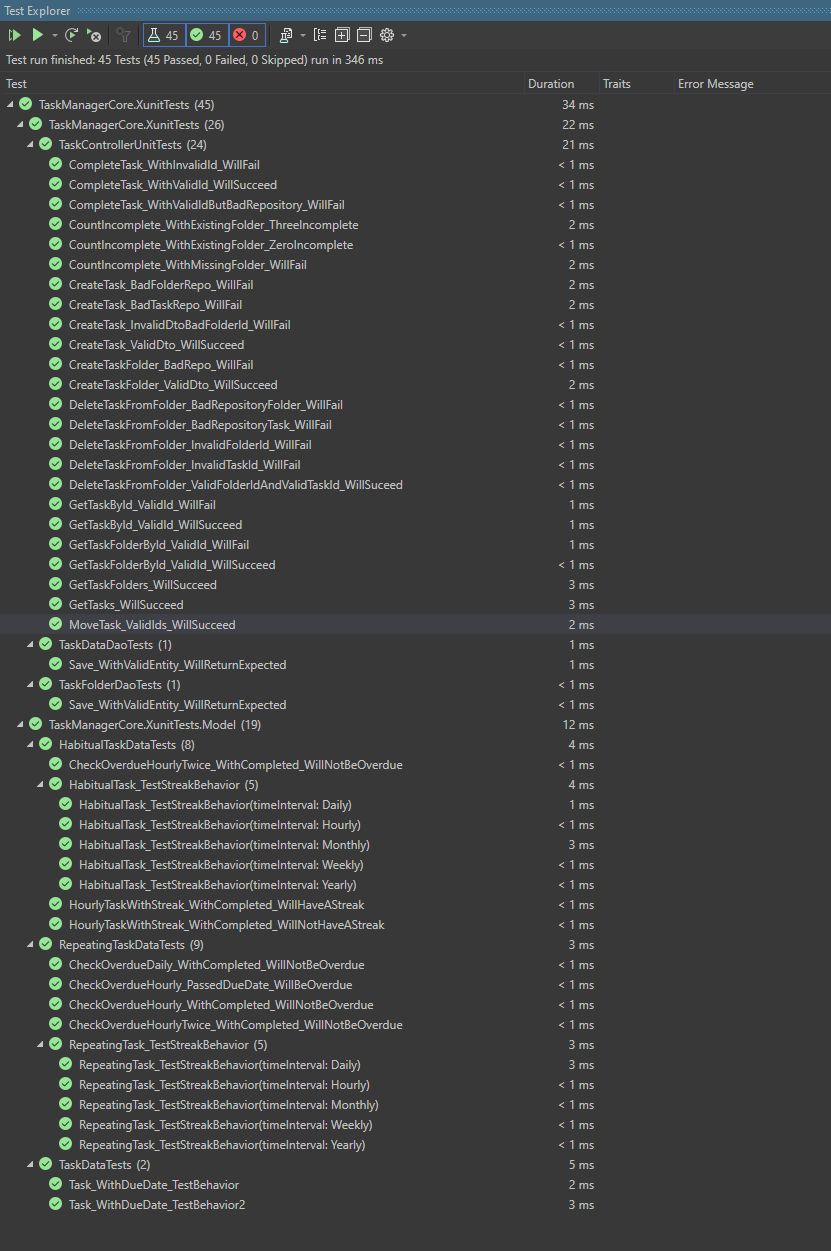 Test Explorer
45 45 0
Test run finished: 45 Tests (45 Passed, 0 Failed, 0 Skipped) run in 346 ms
Test Duration Traits Error Message
TaskManagerCore.XunitTests (45) 34 ms
TaskManagerCore.XunitTests (26) 22 ms
TaskControllerUnitTests (24) 21 ms
CompleteTask_WithInvalidId_WillFail < 1 ms
CompleteTask_WithValidId_WillSucceed < 1 ms
CompleteTask_WithValidIdButBadRepository_WillFail < 1 ms
CountIncomplete_WithExistingFolder_ThreeIncomplete 2 ms
CountIncomplete_WithExistingFolder_ZeroIncomplete < 1 ms
CountIncomplete_WithMissingFolder_WillFail 2 ms
CreateTask_BadFolderRepo_WillFail 2 ms
CreateTask_BadTaskRepo_WillFail 2 ms
CreateTask_InvalidDtoBadFolderId_WillFail < 1 ms
CreateTask_ValidDto_WillSucceed < 1 ms
CreateTaskFolder_BadRepo_WillFail < 1 ms
CreateTaskFolder_ValidDto_WillSucceed 2 ms
DeleteTaskFromFolder_BadRepositoryFolder_WillFail < 1 ms
DeleteTaskFromFolder_BadRepositoryTask_WillFail < 1 ms
DeleteTaskFromFolder_InvalidFolderId_WillFail < 1 ms
DeleteTaskFromFolder_InvalidTaskId_WillFail < 1 ms
DeleteTaskFromFolder_ValidFolderIdAndValidTaskId_WillSuceed < 1 ms
GetTaskById_ValidId_WillFail 1 ms
GetTaskById_ValidId_WillSucceed 1 ms
GetTaskFolderById_ValidId_WillFail 1 ms
GetTaskFolderById_ValidId_WillSucceed < 1 ms
GetTaskFolders_WillSucceed 3 ms
GetTasks_WillSucceed 3 ms
MoveTask_ValidIds_WillSucceed 2 ms
TaskDataDaoTests (1) 1 ms
Save_WithValidEntity_WillReturnExpected 1 ms
TaskFolderDaoTests (1) < 1 ms
Save_WithValidEntity_WillReturnExpected < 1 ms
TaskManagerCore.XunitTests.Model (19) 12 ms
HabitualTaskDataTests (8) 4 ms
CheckOverdueHourlyTwice_WithCompleted_WillNotBeOverdue < 1 ms
HabitualTask_TestStreakBehavior (5) 4 ms
HabitualTask_TestStreakBehavior(timeInterval: Daily) 1 ms
HabitualTask_TestStreakBehavior(timeInterval: Hourly) < 1 ms
HabitualTask_TestStreakBehavior(timeInterval: Monthly) 3 ms
HabitualTask_TestStreakBehavior(timeInterval: Weekly) < 1 ms
HabitualTask_TestStreakBehavior(timeInterval: Yearly) < 1 ms
HourlyTaskWithStreak_WithCompleted_WillHaveAStreak < 1 ms
HourlyTaskWithStreak_WithCompleted_WillNotHaveAStreak < 1 ms
RepeatingTaskDataTests (9) 3 ms
CheckOverdueDaily_WithCompleted_WillNotBeOverdue < 1 ms
CheckOverdueHourly_PassedDueDate_WillBeOverdue < 1 ms
CheckOverdueHourly_WithCompleted_WillNotBeOverdue < 1 ms
CheckOverdueHourlyTwice_WithCompleted_WillNotBeOverdue < 1 ms
RepeatingTask_TestStreakBehavior (5) 3 ms
RepeatingTask_TestStreakBehavior(timeInterval: Daily) 3 ms
RepeatingTask_TestStreakBehavior(timeInterval: Hourly) < 1 ms
RepeatingTask_TestStreakBehavior(timeInterval: Monthly) < 1 ms
RepeatingTask_TestStreakBehavior(timeInterval: Weekly) < 1 ms
RepeatingTask_TestStreakBehavior(timeInterval: Yearly) < 1 ms
TaskDataTests (2) 5 ms
Task_WithDueDate_TestBehavior 2 ms
Task_WithDueDate_TestBehavior2 3 ms